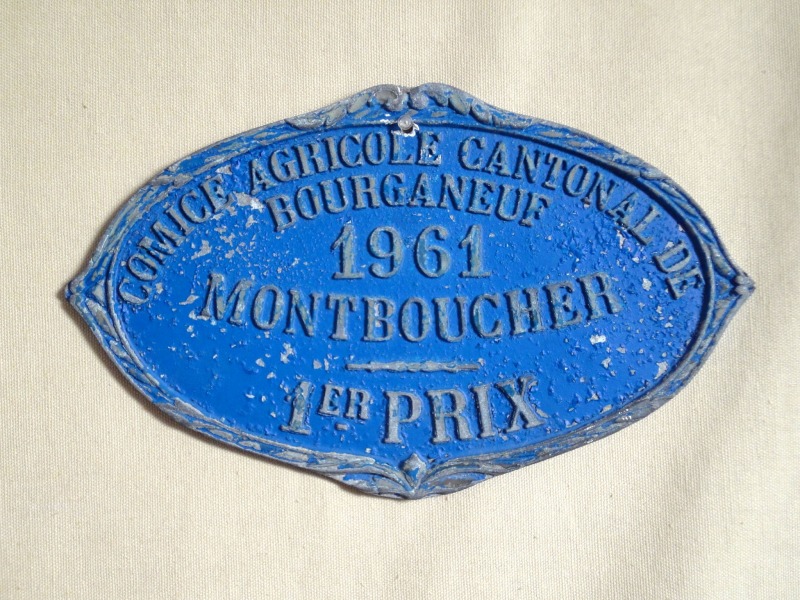 COMICE AGRICOLE CANTONAL DE
BOURGANEUF
1961
MONTBOUCHER
1ER PRIX